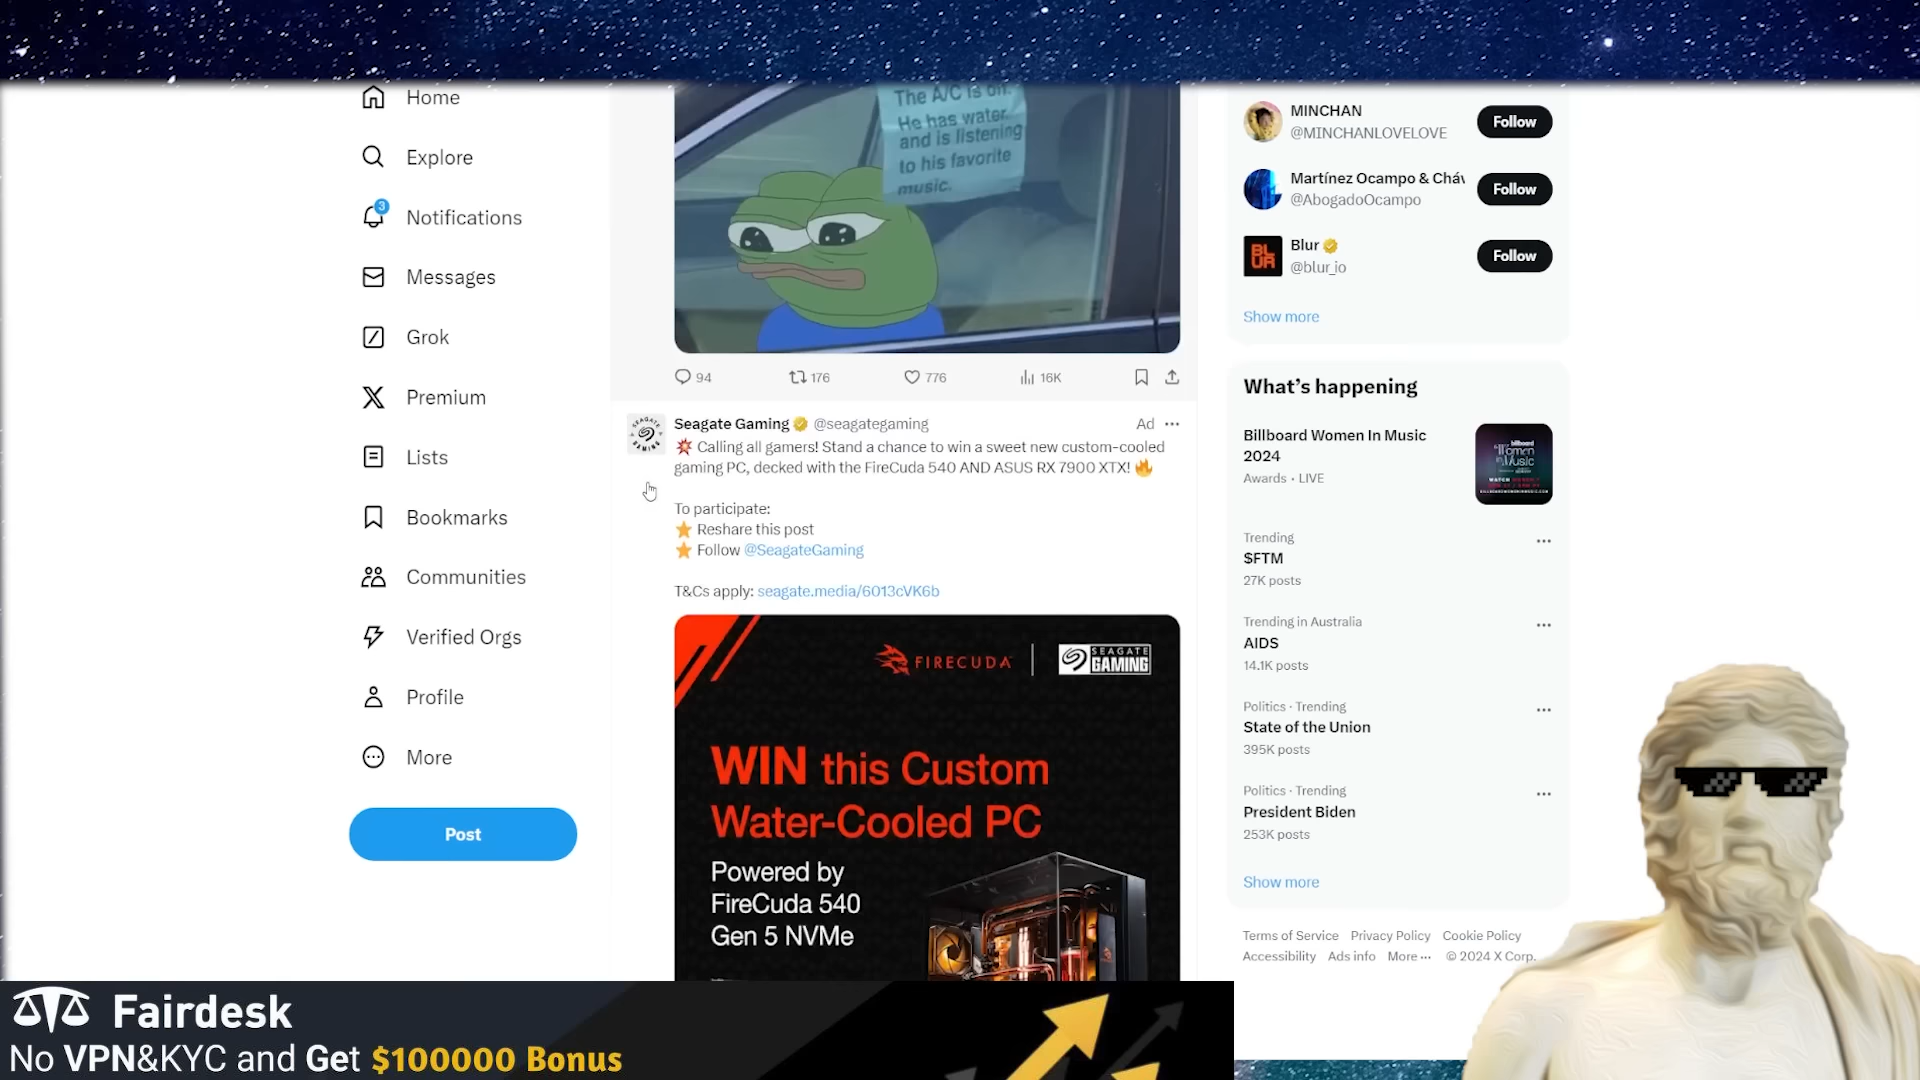 Home
Explore
3
Notifications
Messages
Grok
Premium
Lists
Bookmarks
Communities
Verified Orgs
Profile
More
Post
The A/C is on.
He has water
and is listening
to his favorite
music.
94
176
776
16K
Seagate Gaming @seagategaming
Ad
Calling all gamers! Stand a chance to win a sweet new custom-cooled
gaming PC, decked with the FireCuda 540 AND ASUS RX 7900 XTX!
To participate:
Reshare this post
Follow @SeagateGaming
T&Cs apply: seagate.media/6013cVK6b
FIRECUDA
SEAGATE
GAMING
WIN this Custom
Water-Cooled PC
Powered by
FireCuda 540
Gen 5 NVMe
MINCHAN
@MINCHANLOVELOVE
Follow
Martínez Ocampo & Cháv
@AbogadoOcampo
Follow
BL
UR
Blur
@blur_io
Follow
Show more
What's happening
Billboard Women In Music
2024
Awards · LIVE
Trending
$FTM
27K posts
Trending in Australia
AIDS
14.1K posts
Politics · Trending
State of the Union
395K posts
Politics · Trending
President Biden
253K posts
Show more
Terms of Service Privacy Policy Cookie Policy
Accessibility Ads info More ··· © 2024 X Corp.
Fairdesk
No VPN&KYC and Get $100000 Bonus